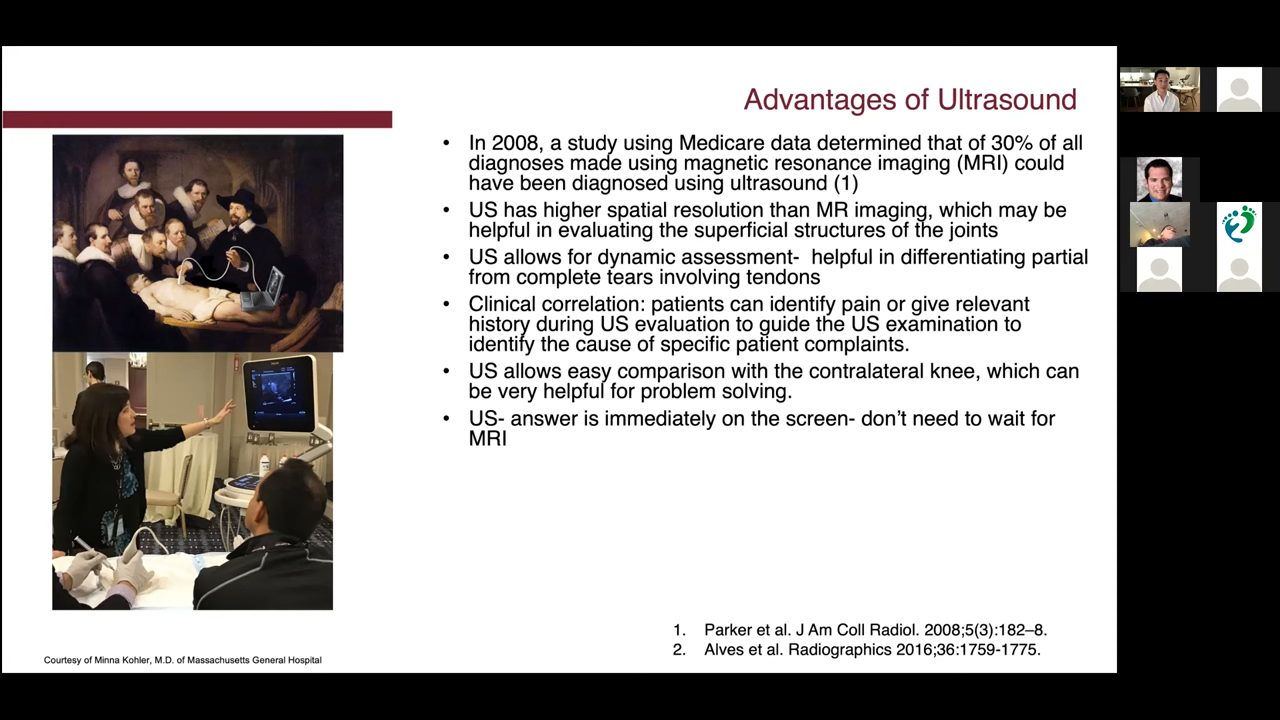 Advantages of Ultrasound
• In 2008, a study using Medicare data determined that of 30% of all
diagnoses made using magnetic resonance imaging (MRI) could
have been diagnosed using ultrasound (1)
• US has higher spatial resolution than MR imaging, which may be
helpful in evaluating the superficial structures of the joints
• US allows for dynamic assessment- helpful in differentiating partial
from complete tears involving tendons
• Clinical correlation: patients can identify pain or give relevant
history during US evaluation to guide the US examination to
identify the cause of specific patient complaints.
• US allows easy comparison with the contralateral knee, which can
be very helpful for problem solving.
• US- answer is immediately on the screen- don’t need to wait for
MRI
1. Parker et al. J Am Coll Radiol. 2008;5(3):182–8.
2. Alves et al. Radiographics 2016;36:1759-1775.
Courtesy of Minna Kohler, M.D. of Massachusetts General Hospital